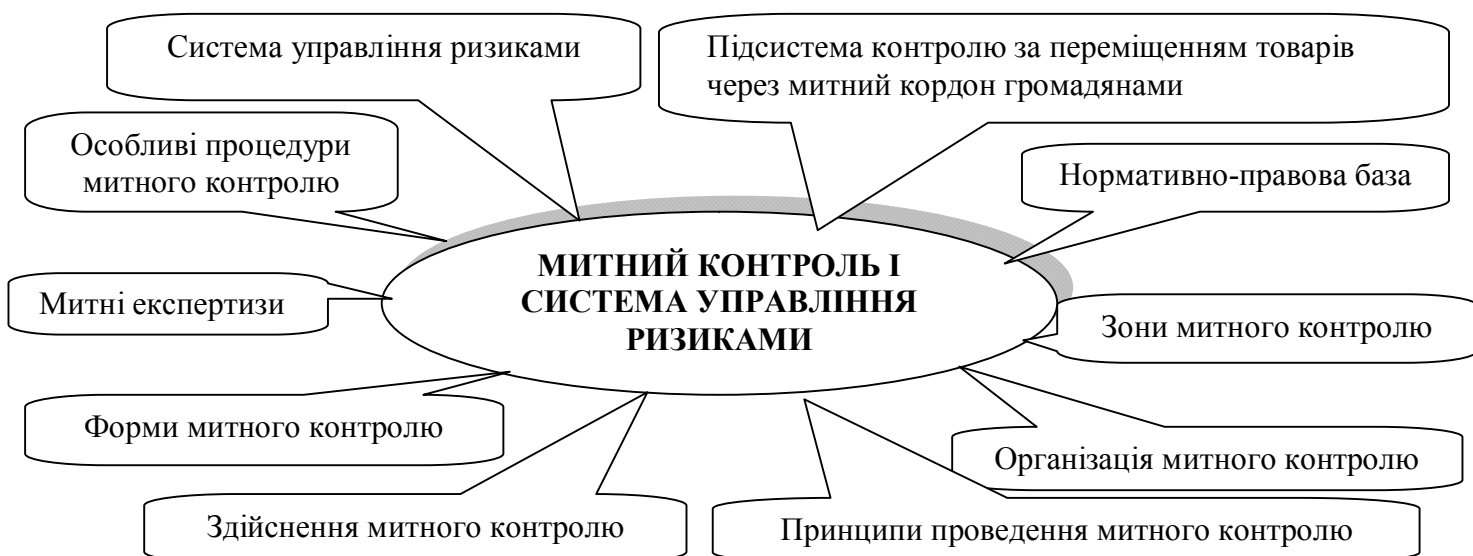 Система управління ризиками
Підсистема контролю за переміщенням товарів
через митний кордон громадянами
Особливі процедури
митного контролю
Нормативно-правова база
МИТНИЙ КОНТРОЛЬ І
СИСТЕМА УПРАВЛІННЯ
РИЗИКАМИ
Митні експертизи
Зони митного контролю
Форми митного контролю
Організація митного контролю
Здійснення митного контролю
Принципи проведення митного контролю